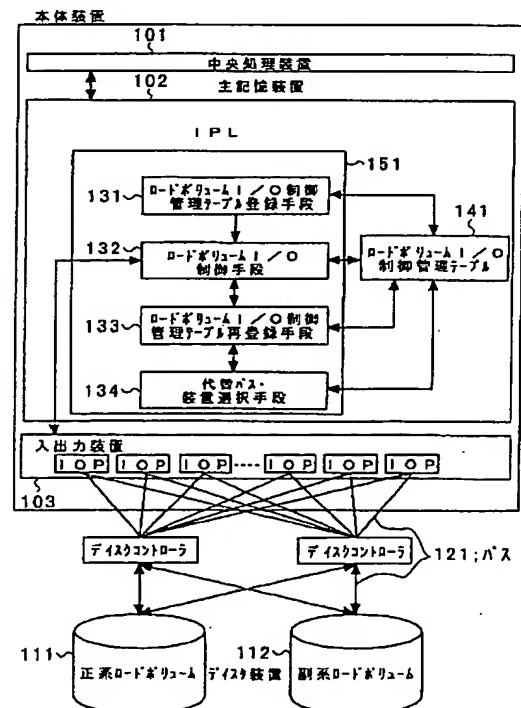 本体装置
101
中央処理装置
102
主記憶装置
IPL
151
131
ロードボリュームI/O制御
管理テーブル登録手段
141
132
ロードボリュームI/O
制御手段
ロードボリュームI/O
制御管理テーブル
133
ロードボリュームI/O制御
管理テーブル再登録手段
134
代替パス・
装置選択手段
入出力装置
IOP IOP IOP ---- IOP IOP IOP
103
ディスクコントローラ
ディスクコントローラ
121;パス
111
112
正系ロードボリューム
ディスク装置
副系ロードボリューム